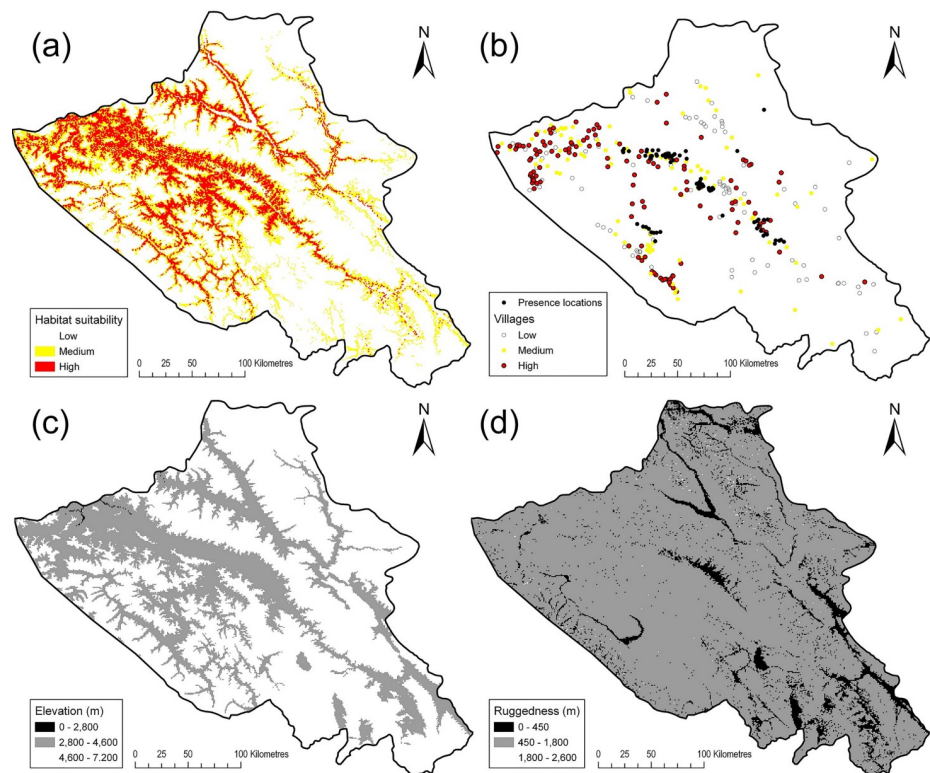 (a)
N
Habitat suitability
Low
Medium
High
0 25 50 100 Kilometres
(b)
N
Presence locations
Villages
Low
Medium
High
0 25 50 100 Kilometres
(c)
N
Elevation (m)
0 - 2,800
2,800 - 4,600
4,600 - 7.200
0 25 50 100 Kilometres
(d)
N
Ruggedness (m)
0 - 450
450 - 1,800
1,800 - 2,600
0 25 50 100 Kilometres